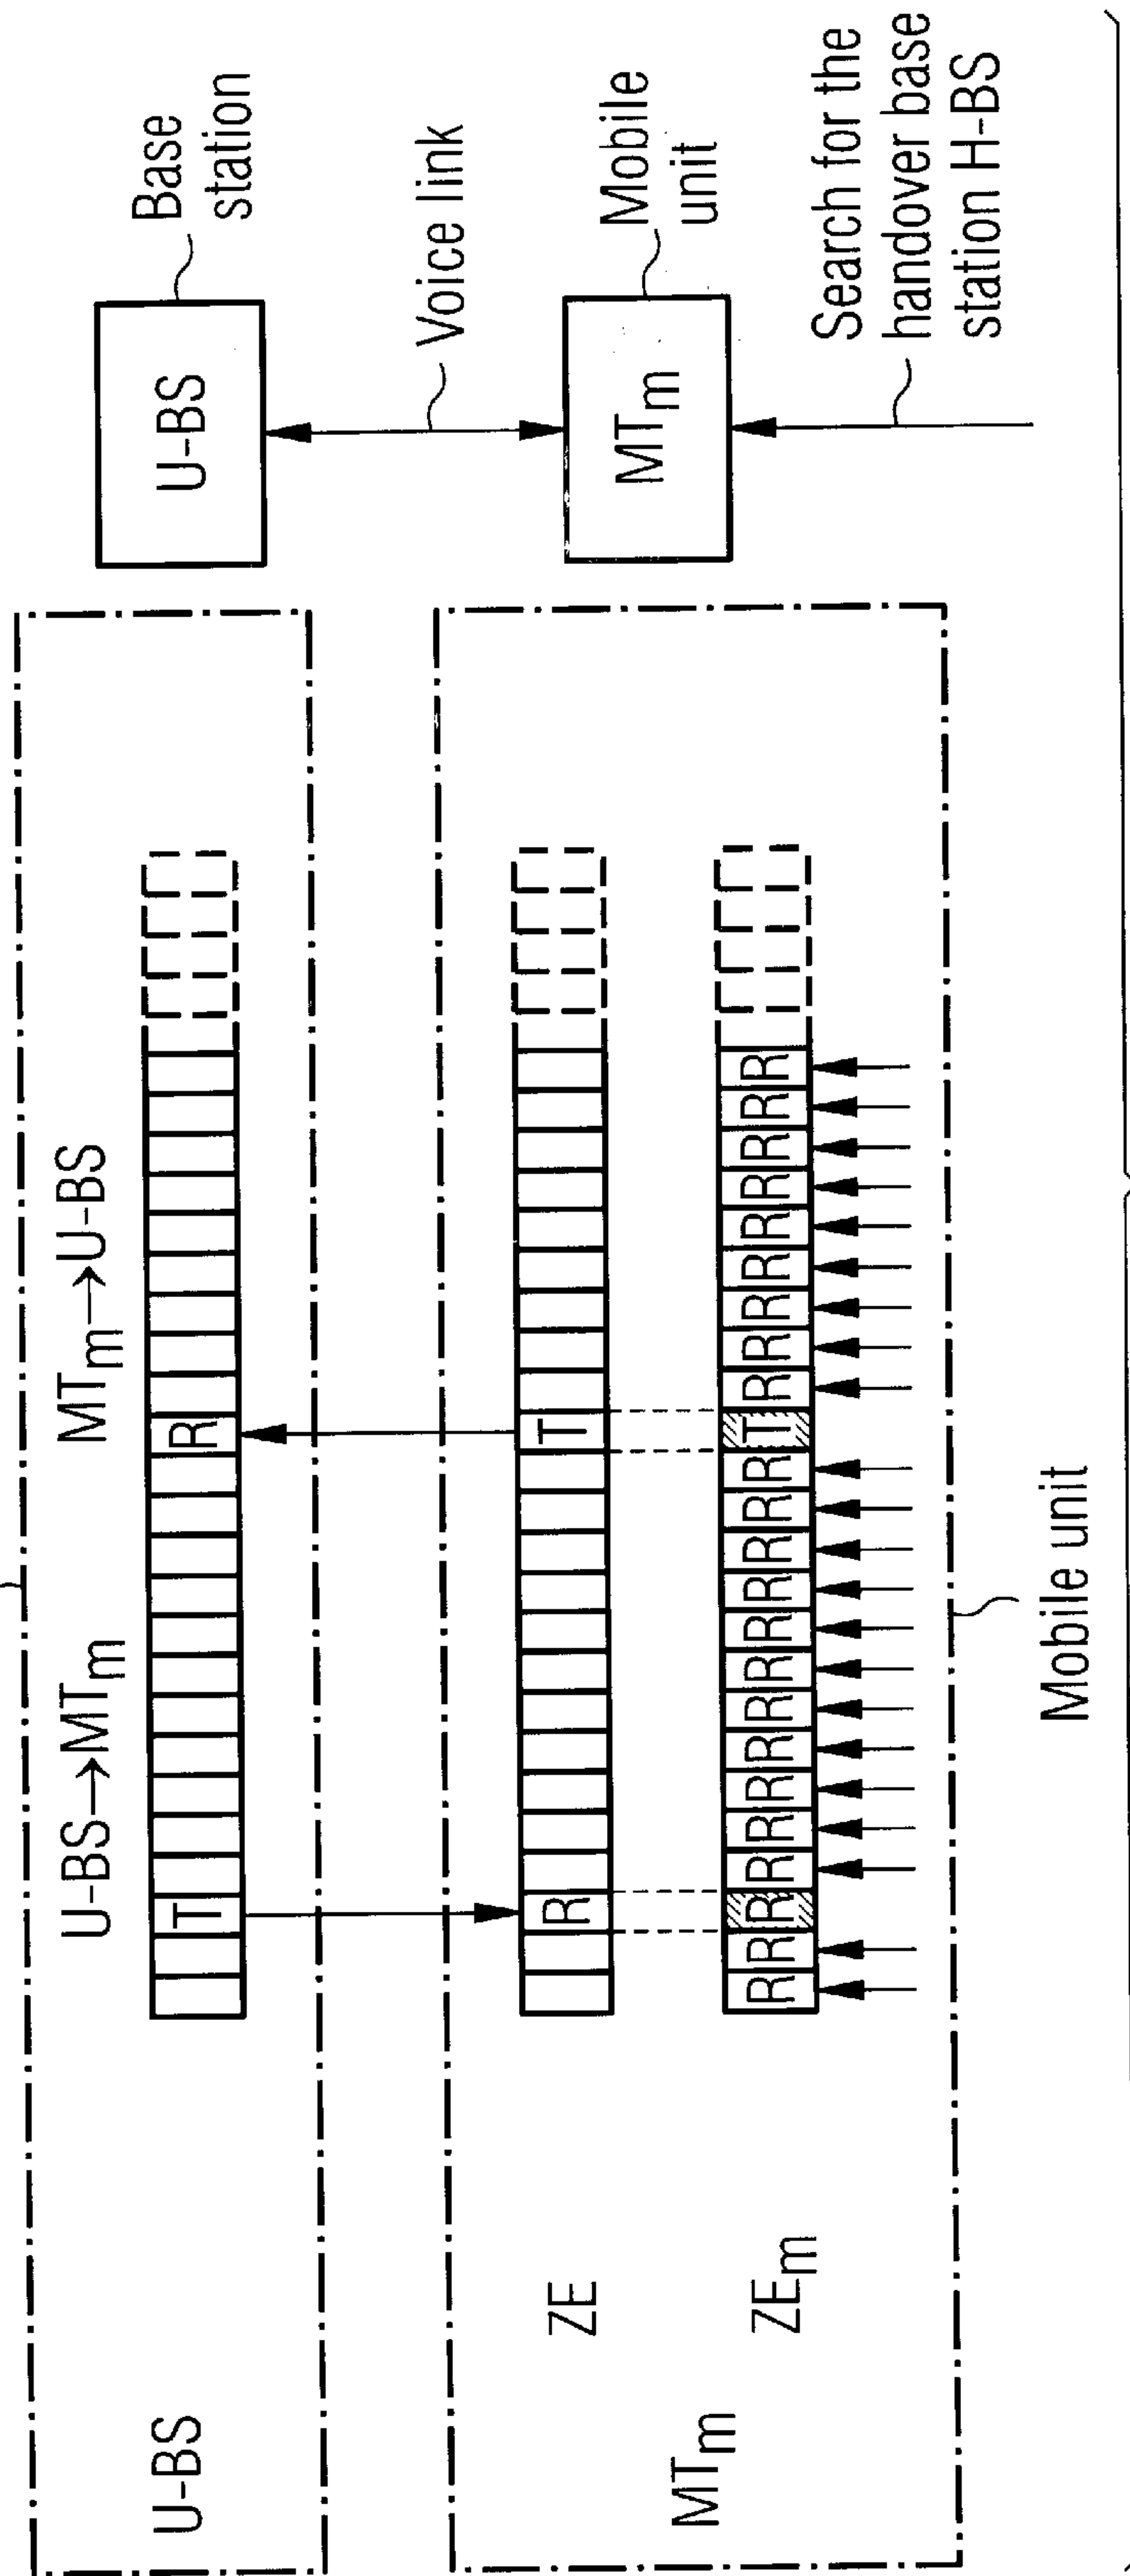 U-BS
U-BS→MTm
MTm→U-BS
T
R
U-BS
Base
station
Voice link
MTm
ZE
R
T
ZEm
R R R R R R R R R R R R R R T R R R R R R R R R
MTm
Mobile
unit
Search for the
handover base
station H-BS
Mobile unit